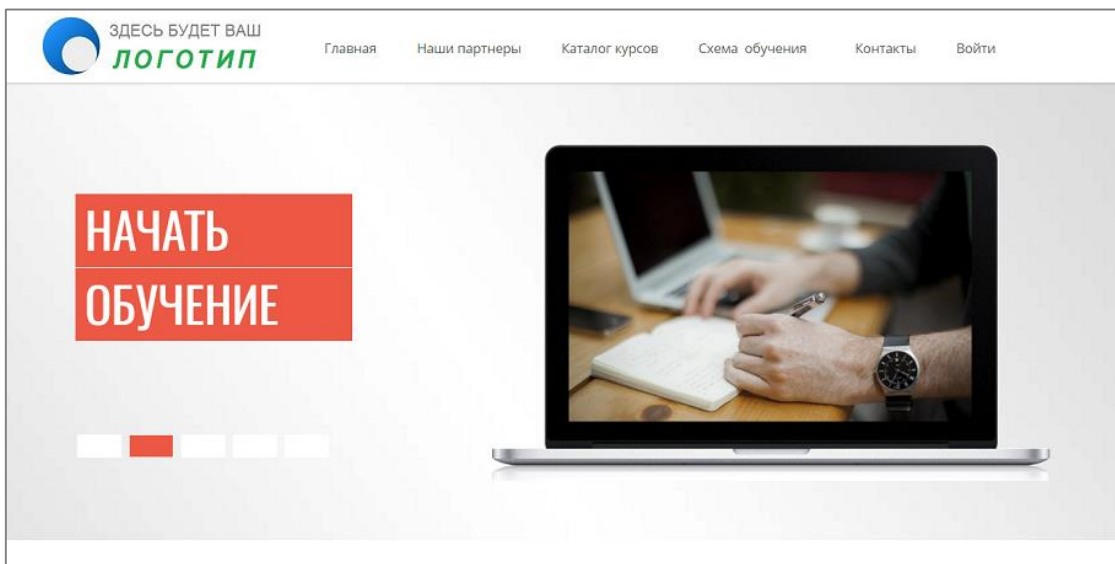 ЗДЕСЬ БУДЕТ ВАШ
ЛОГОТИП
Главная Наши партнеры Каталог курсов Схема обучения Контакты Войти
НАЧАТЬ
ОБУЧЕНИЕ